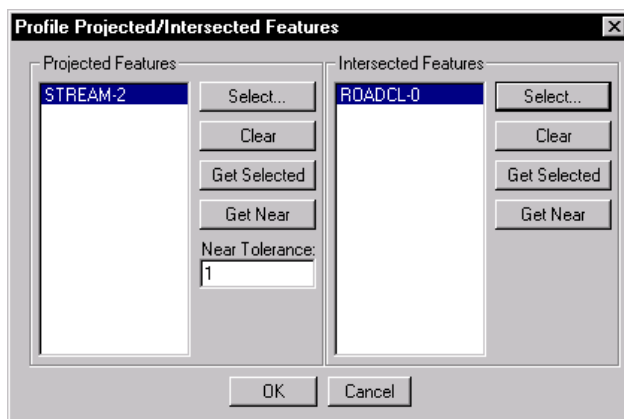 Profile Projected/Intersected Features
Projected Features
STREAM-2
Select...
Clear
Get Selected
Get Near
Near Tolerance:
1
Intersected Features
ROADCL-0
Select...
Clear
Get Selected
Get Near
OK
Cancel